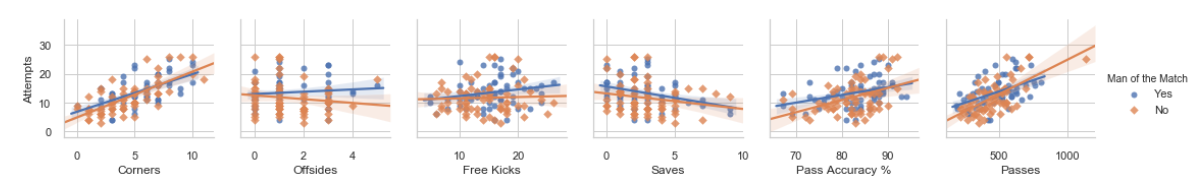 Attempts
30
20
10
0
0 5 10
Corners
0 2 4
Offsides
10 20
Free Kicks
0 5 10
Saves
70 80 90
Pass Accuracy %
500 1000
Passes
Man of the Match
Yes
No